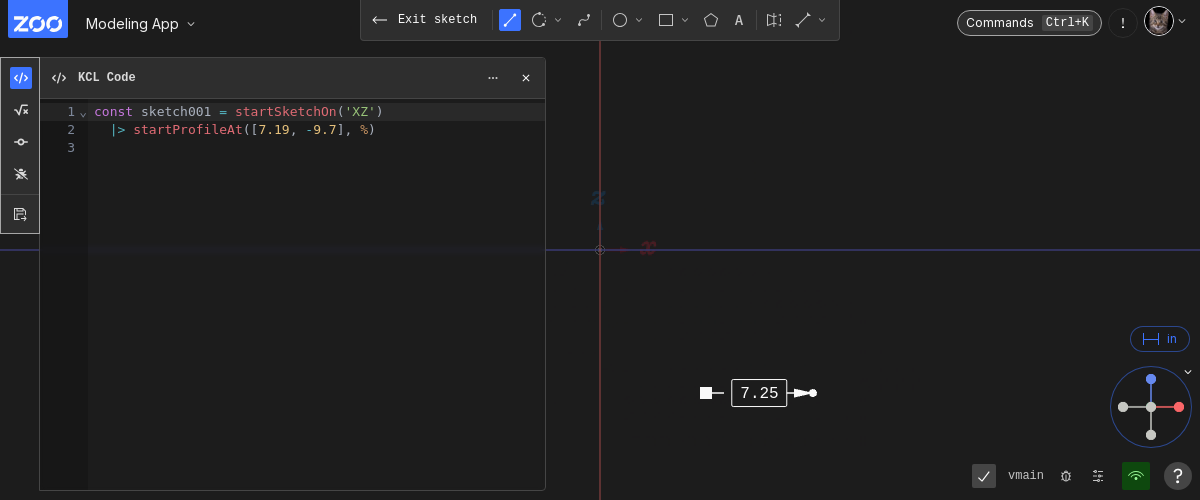 ZOO
Modeling App
Exit sketch
A
Commands Ctrl+K
!
KCL Code
1 const sketch001 = startSketchOn('XZ')
2 |> startProfileAt([7.19, -9.7], %)
3
z
x
in
7.25
vmain
?